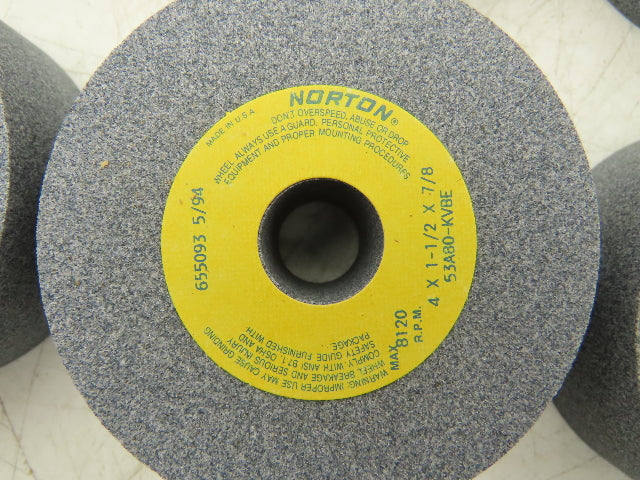 NORTON®
MADE IN U.S.A.
DON'T OVERSPEED, ABUSE OR DROP
WHEEL. ALWAYS USE A GUARD, PERSONAL PROTECTIVE
EQUIPMENT, AND PROPER MOUNTING PROCEDURES
655093 5/94
4 X 1-1/2 X 7/8
53A80-KVBE
MAX 8120
R.P.M.
WARNING: IMPROPER USE MAY CAUSE GRINDING
WHEEL BREAKAGE AND SERIOUS INJURY.
COMPLY WITH ANSI B7.1, OSHA AND
SAFETY GUIDE FURNISHED WITH
PACKAGE.